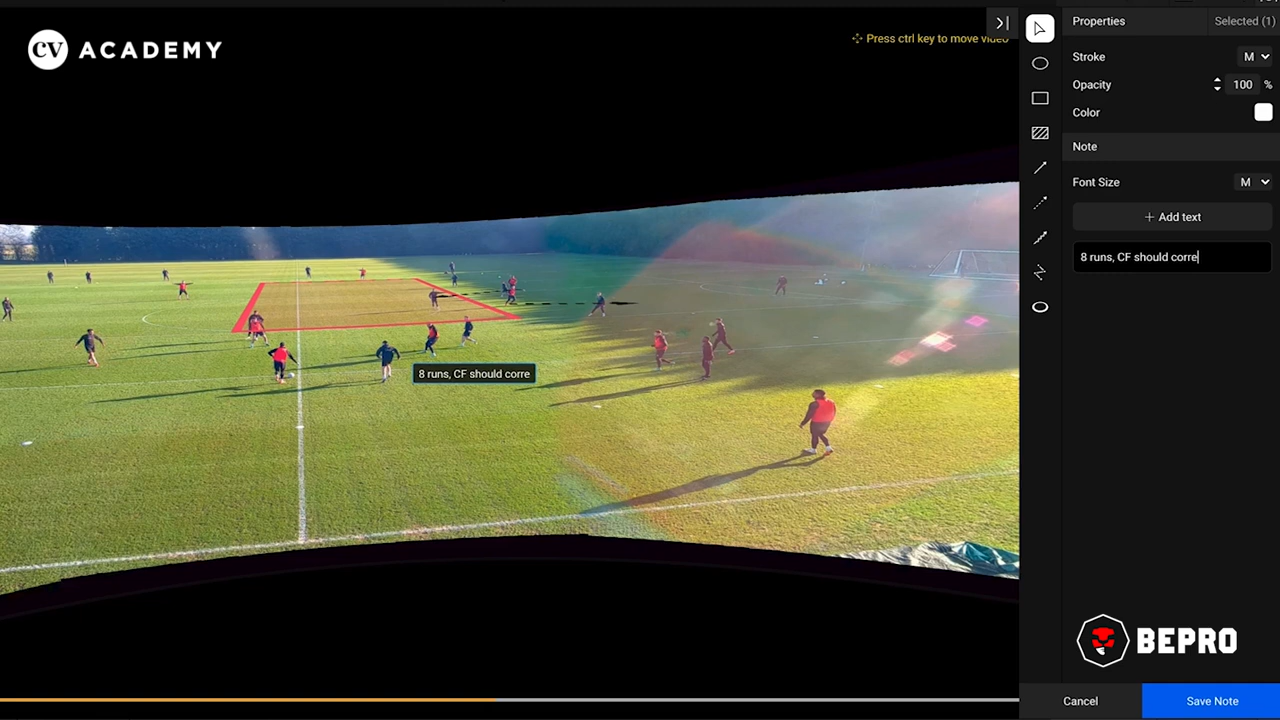 CV ACADEMY
Press ctrl key to move video
Properties
Selected (1)
Stroke
M
Opacity
100 %
Color
Note
Font Size
M
+ Add text
8 runs, CF should corre
8 runs, CF should corre
BEPRO
Cancel
Save Note